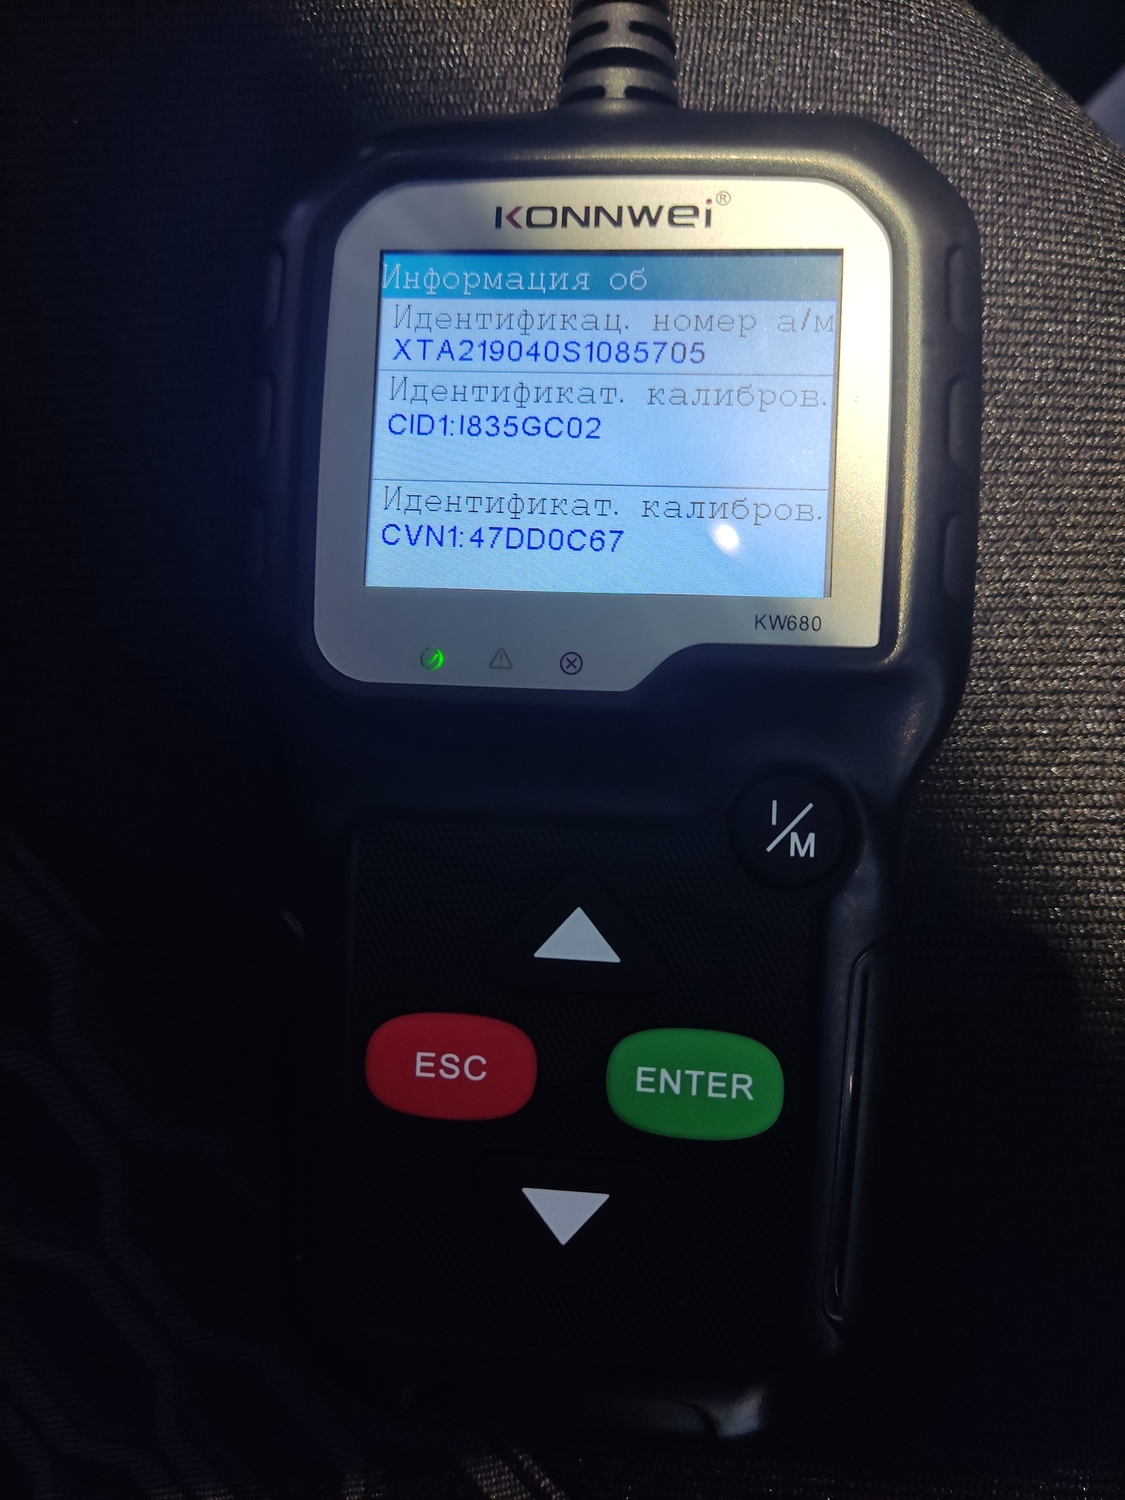 KONNWEI®
Информация об
Идентификац. номер а/м
XTA219040S1085705
Идентификат. калибров.
CID1:I835GC02
Идентификат. калибров.
CVN1:47DD0C67
KW680
I/M
ESC
ENTER